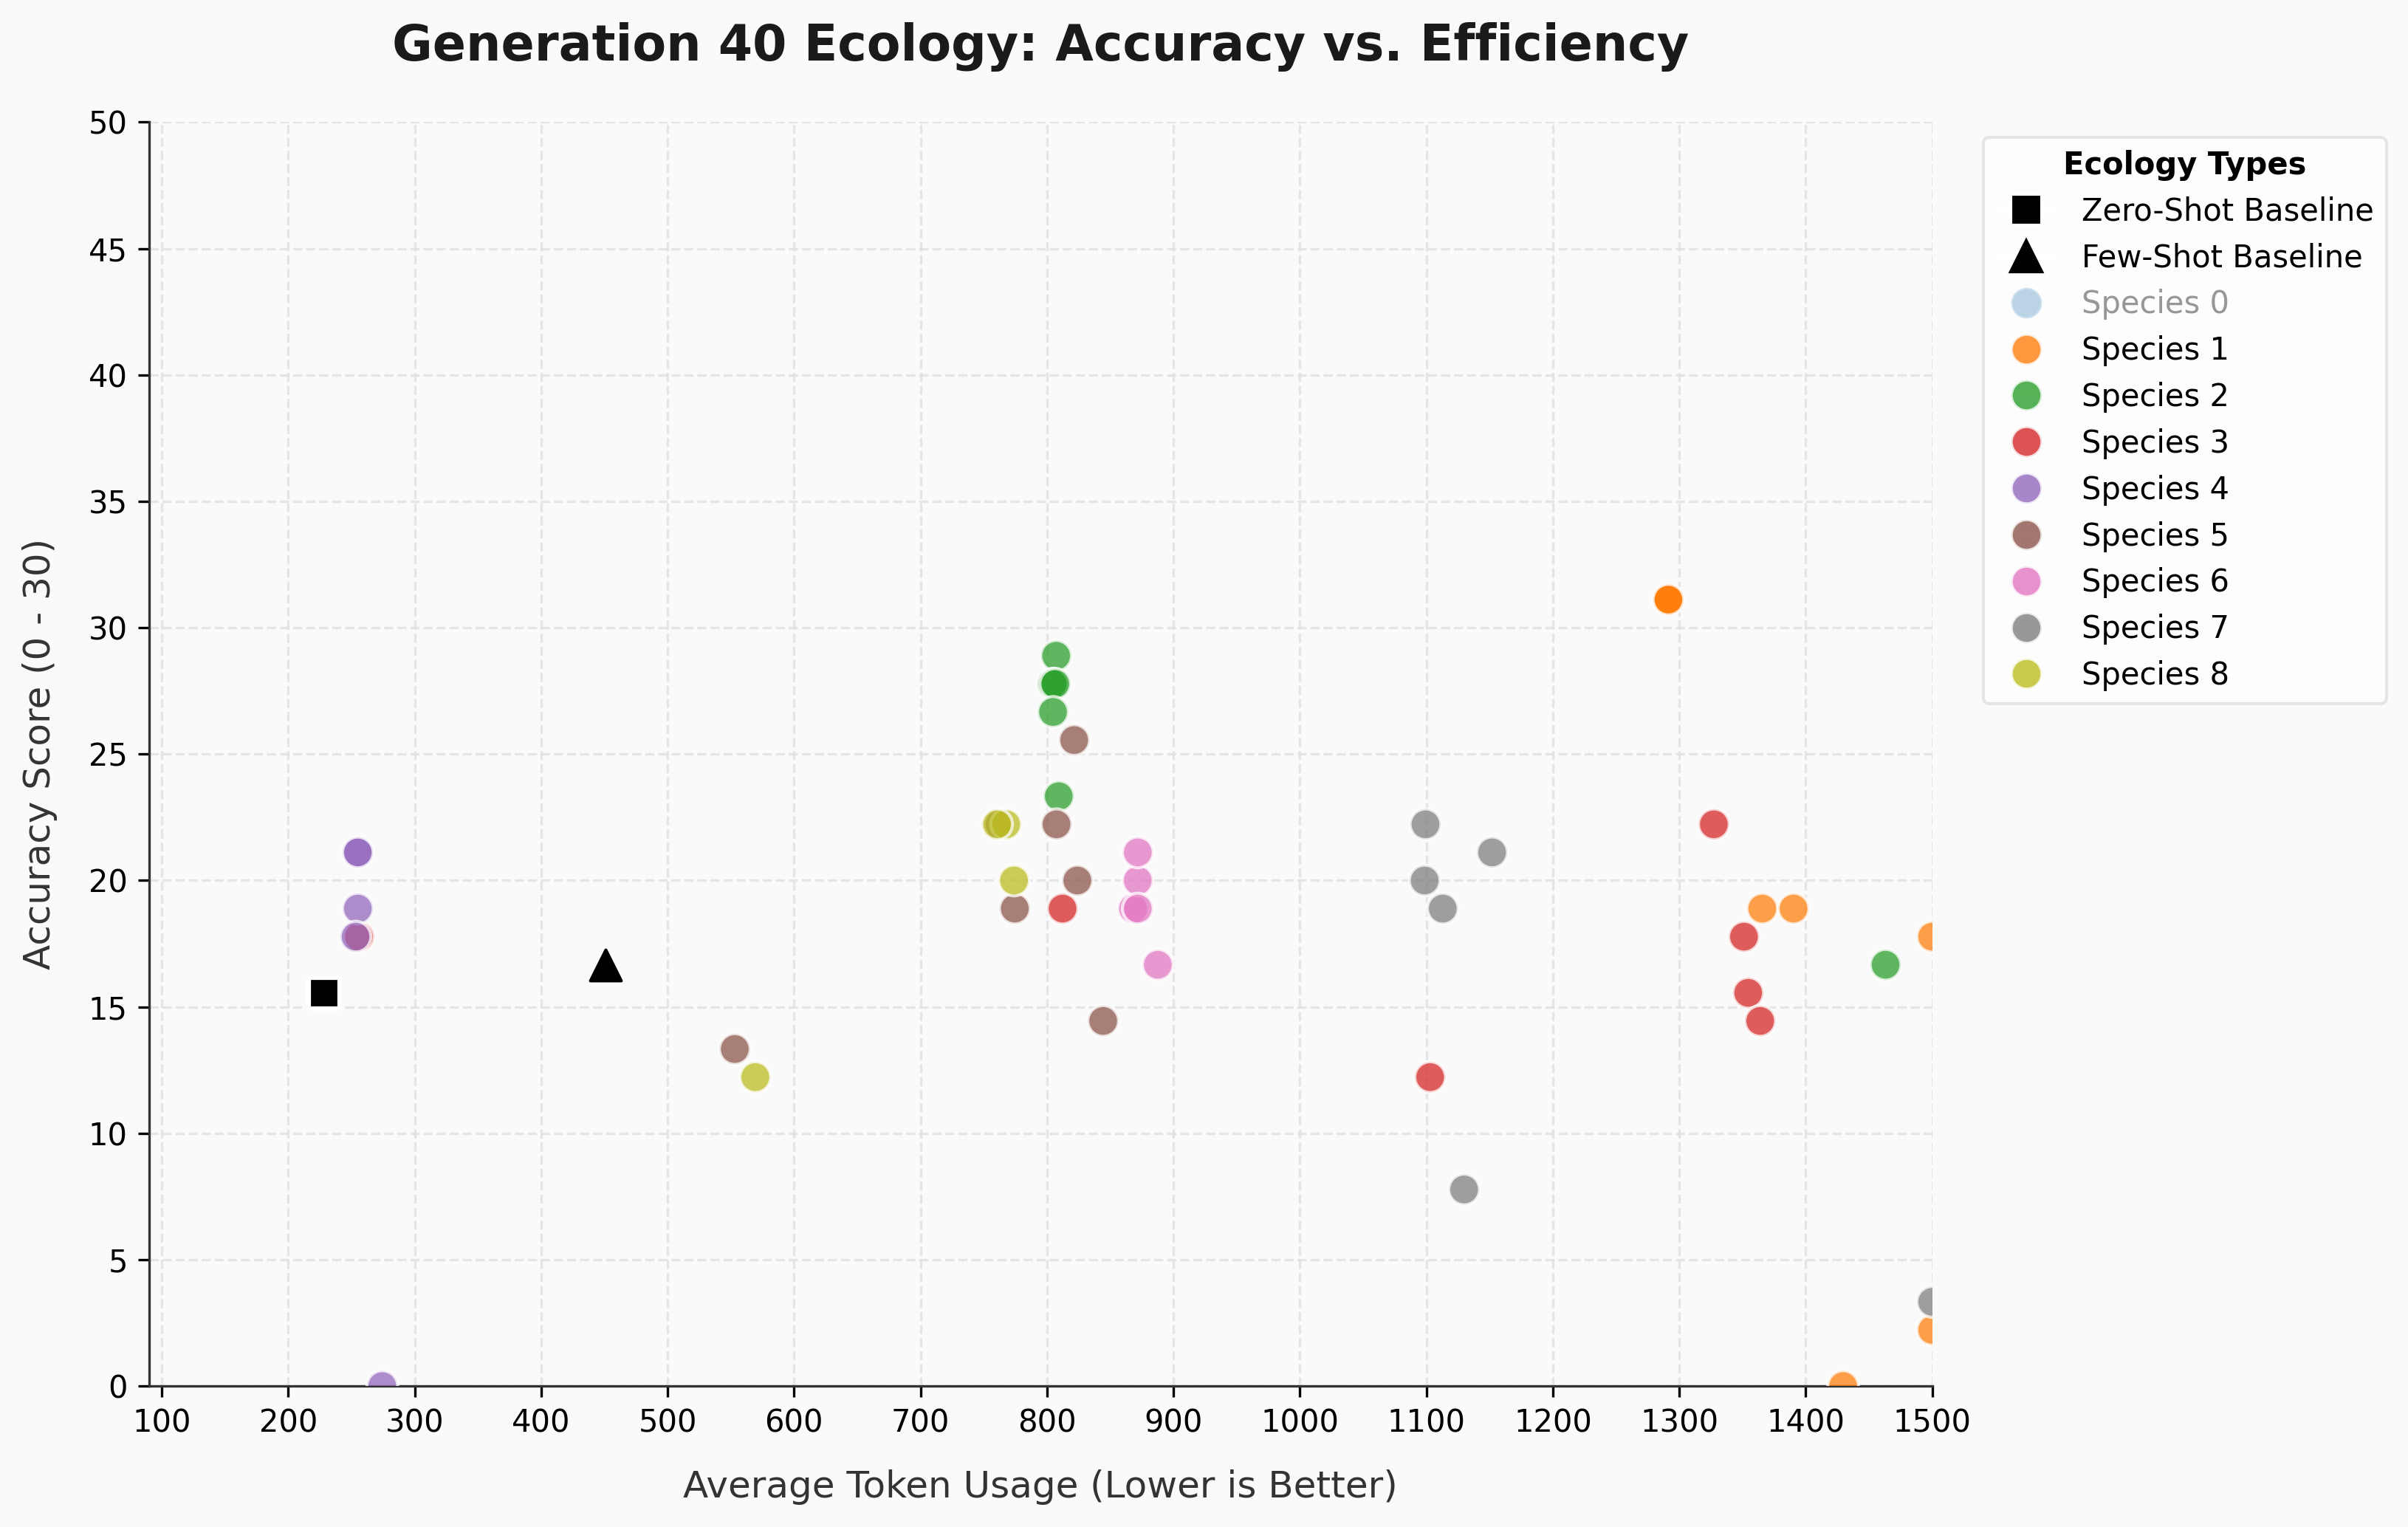 Generation 40 Ecology: Accuracy vs. Efficiency
50
45
40
35
30
25
20
15
10
5
0
Accuracy Score (0 - 30)
100 200 300 400 500 600 700 800 900 1000 1100 1200 1300 1400 1500
Average Token Usage (Lower is Better)
Ecology Types
Zero-Shot Baseline
Few-Shot Baseline
Species 0
Species 1
Species 2
Species 3
Species 4
Species 5
Species 6
Species 7
Species 8